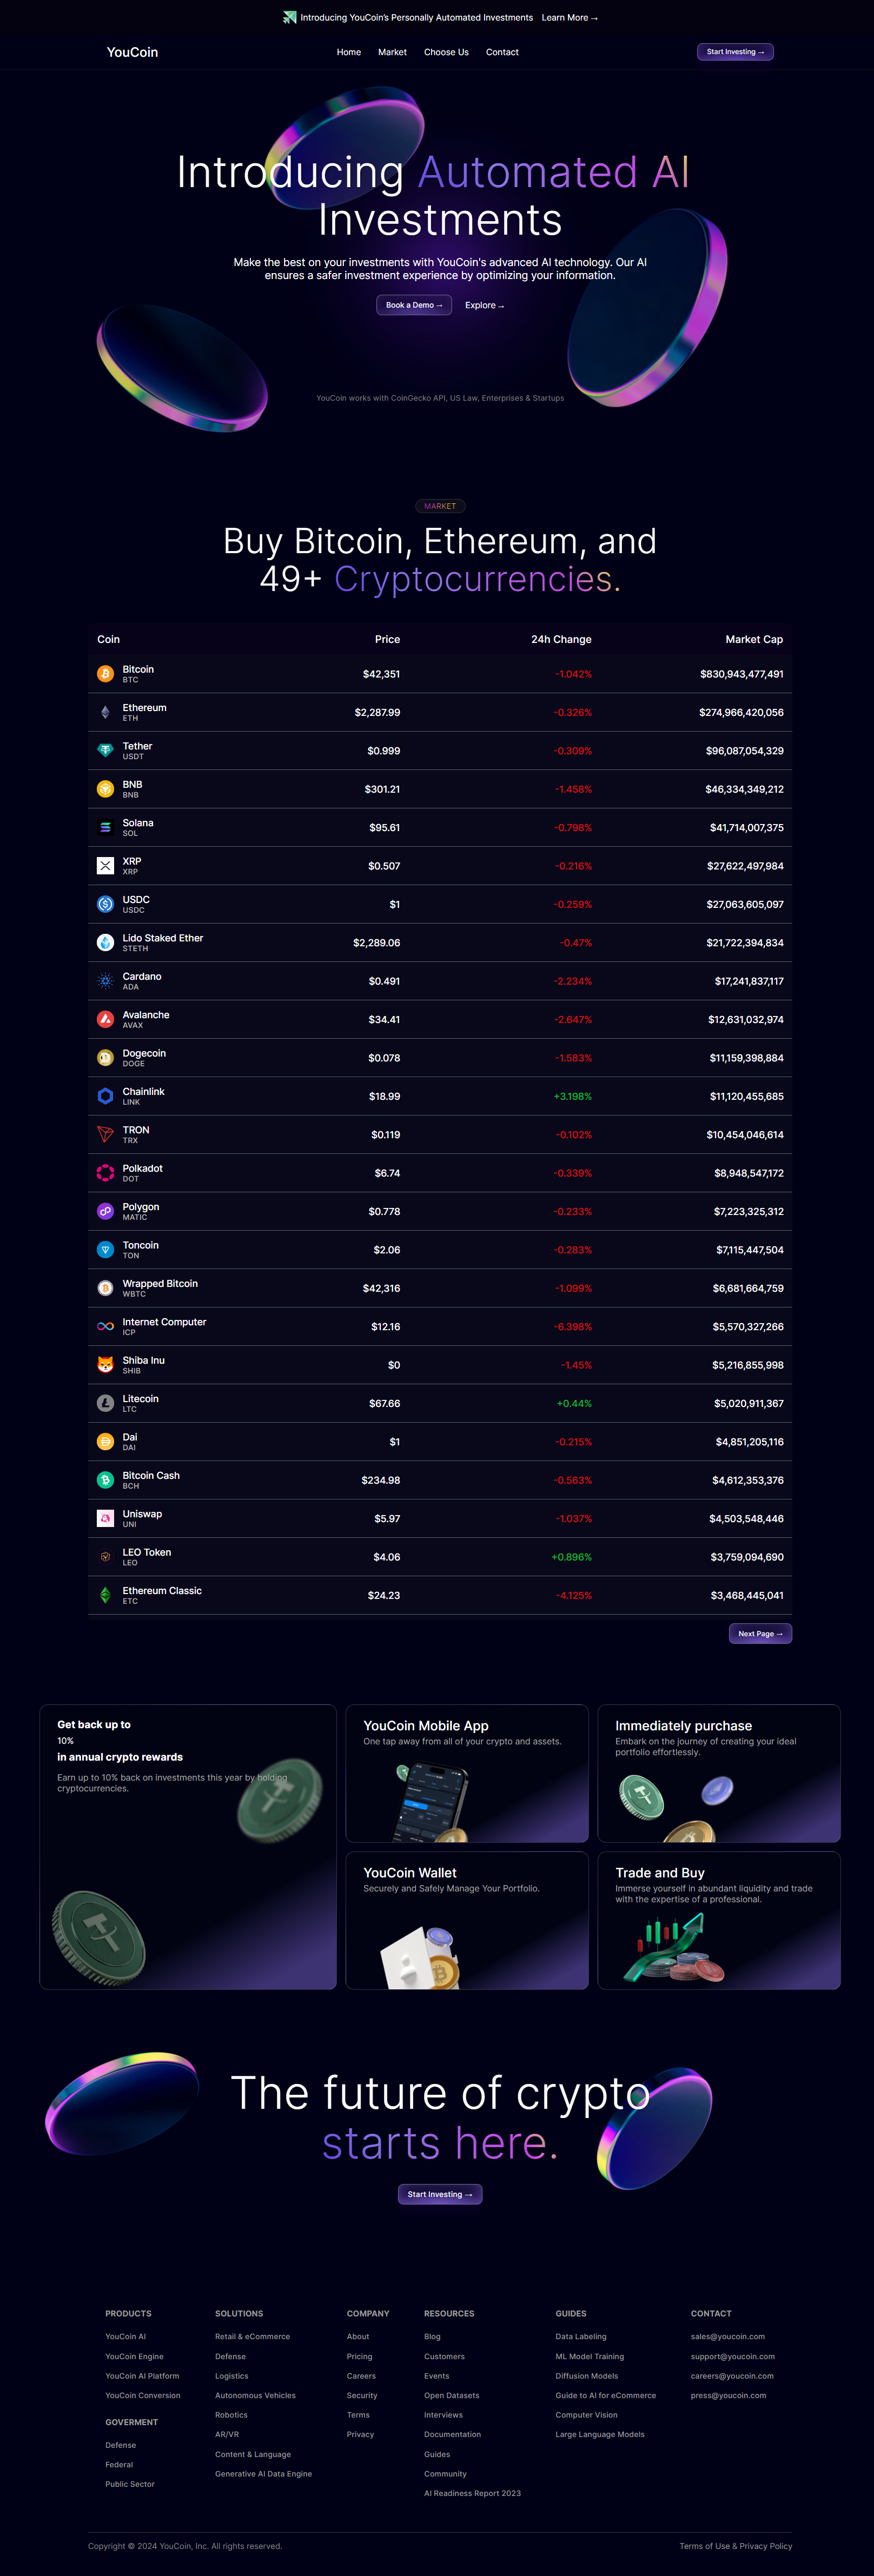 Introducing YouCoin's Personally Automated Investments Learn More →
YouCoin
Home Market Choose Us Contact
Start Investing →
Introducing Automated AI
Investments
Make the best on your investments with YouCoin's advanced AI technology. Our AI
ensures a safer investment experience by optimizing your information.
Book a Demo → Explore →
YouCoin works with CoinGecko API, US Law, Enterprises & Startups
MARKET
Buy Bitcoin, Ethereum, and
49+ Cryptocurrencies.
Coin Price 24h Change Market Cap
Bitcoin
BTC
$42,351 -1.042% $830,943,477,491
Ethereum
ETH
$2,287.99 -0.326% $274,966,420,056
Tether
USDT
$0.999 -0.309% $96,087,054,329
BNB
BNB
$301.21 -1.458% $46,334,349,212
Solana
SOL
$95.61 -0.798% $41,714,007,375
XRP
XRP
$0.507 -0.216% $27,622,497,984
USDC
USDC
$1 -0.259% $27,063,605,097
Lido Staked Ether
STETH
$2,289.06 -0.47% $21,722,394,834
Cardano
ADA
$0.491 -2.234% $17,241,837,117
Avalanche
AVAX
$34.41 -2.647% $12,631,032,974
Dogecoin
DOGE
$0.078 -1.583% $11,159,398,884
Chainlink
LINK
$18.99 +3.198% $11,120,455,685
TRON
TRX
$0.119 -0.102% $10,454,046,614
Polkadot
DOT
$6.74 -0.339% $8,948,547,172
Polygon
MATIC
$0.778 -0.233% $7,223,325,312
Toncoin
TON
$2.06 -0.283% $7,115,447,504
Wrapped Bitcoin
WBTC
$42,316 -1.099% $6,681,664,759
Internet Computer
ICP
$12.16 -6.398% $5,570,327,266
Shiba Inu
SHIB
$0 -1.45% $5,216,855,998
Litecoin
LTC
$67.66 +0.44% $5,020,911,367
Dai
DAI
$1 -0.215% $4,851,205,116
Bitcoin Cash
BCH
$234.98 -0.563% $4,612,353,376
Uniswap
UNI
$5.97 -1.037% $4,503,548,446
LEO Token
LEO
$4.06 +0.896% $3,759,094,690
Ethereum Classic
ETC
$24.23 -4.125% $3,468,445,041
Next Page →
Get back up to
10%
in annual crypto rewards
Earn up to 10% back on investments this year by holding
cryptocurrencies.
YouCoin Mobile App
One tap away from all of your crypto and assets.
Immediately purchase
Embark on the journey of creating your ideal
portfolio effortlessly.
YouCoin Wallet
Securely and Safely Manage Your Portfolio.
Trade and Buy
Immerse yourself in abundant liquidity and trade
with the expertise of a professional.
The future of crypto
starts here.
Start Investing →
PRODUCTS
YouCoin AI
YouCoin Engine
YouCoin AI Platform
YouCoin Conversion
GOVERMENT
Defense
Federal
Public Sector
SOLUTIONS
Retail & eCommerce
Defense
Logistics
Autonomous Vehicles
Robotics
AR/VR
Content & Language
Generative AI Data Engine
COMPANY
About
Pricing
Careers
Security
Terms
Privacy
RESOURCES
Blog
Customers
Events
Open Datasets
Interviews
Documentation
Guides
Community
AI Readiness Report 2023
GUIDES
Data Labeling
ML Model Training
Diffusion Models
Guide to AI for eCommerce
Computer Vision
Large Language Models
CONTACT
sales@youcoin.com
support@youcoin.com
careers@youcoin.com
press@youcoin.com
Copyright © 2024 YouCoin, Inc. All rights reserved.
Terms of Use & Privacy Policy